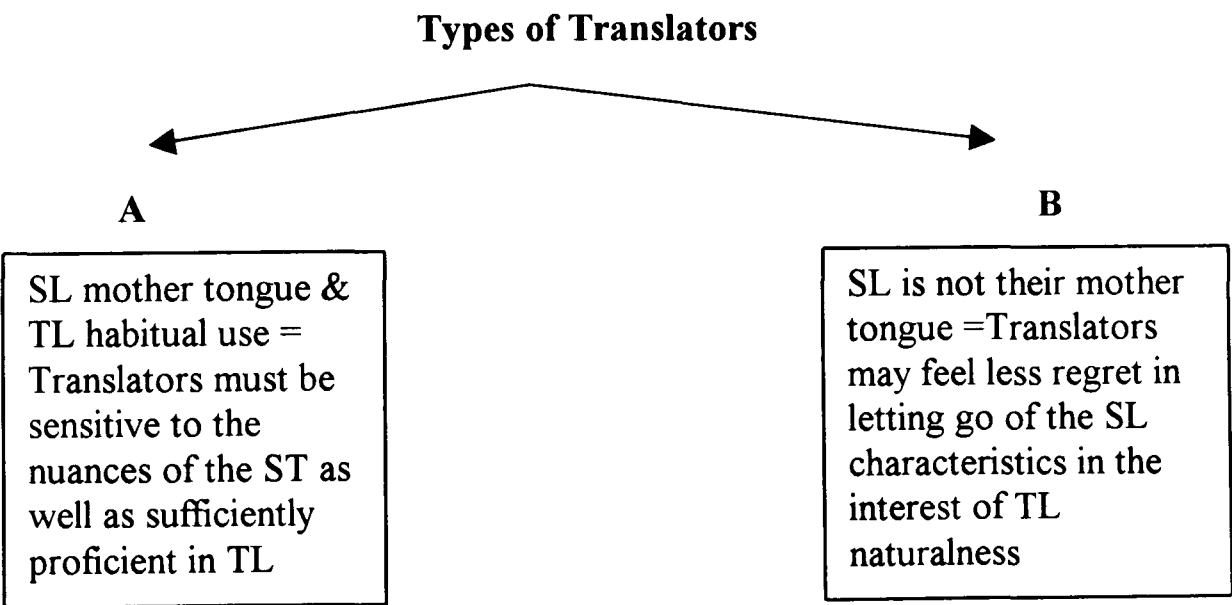 Types of Translators
A
SL mother tongue &
TL habitual use =
Translators must be
sensitive to the
nuances of the ST as
well as sufficiently
proficient in TL
B
SL is not their mother
tongue =Translators
may feel less regret in
letting go of the SL
characteristics in the
interest of TL
naturalness